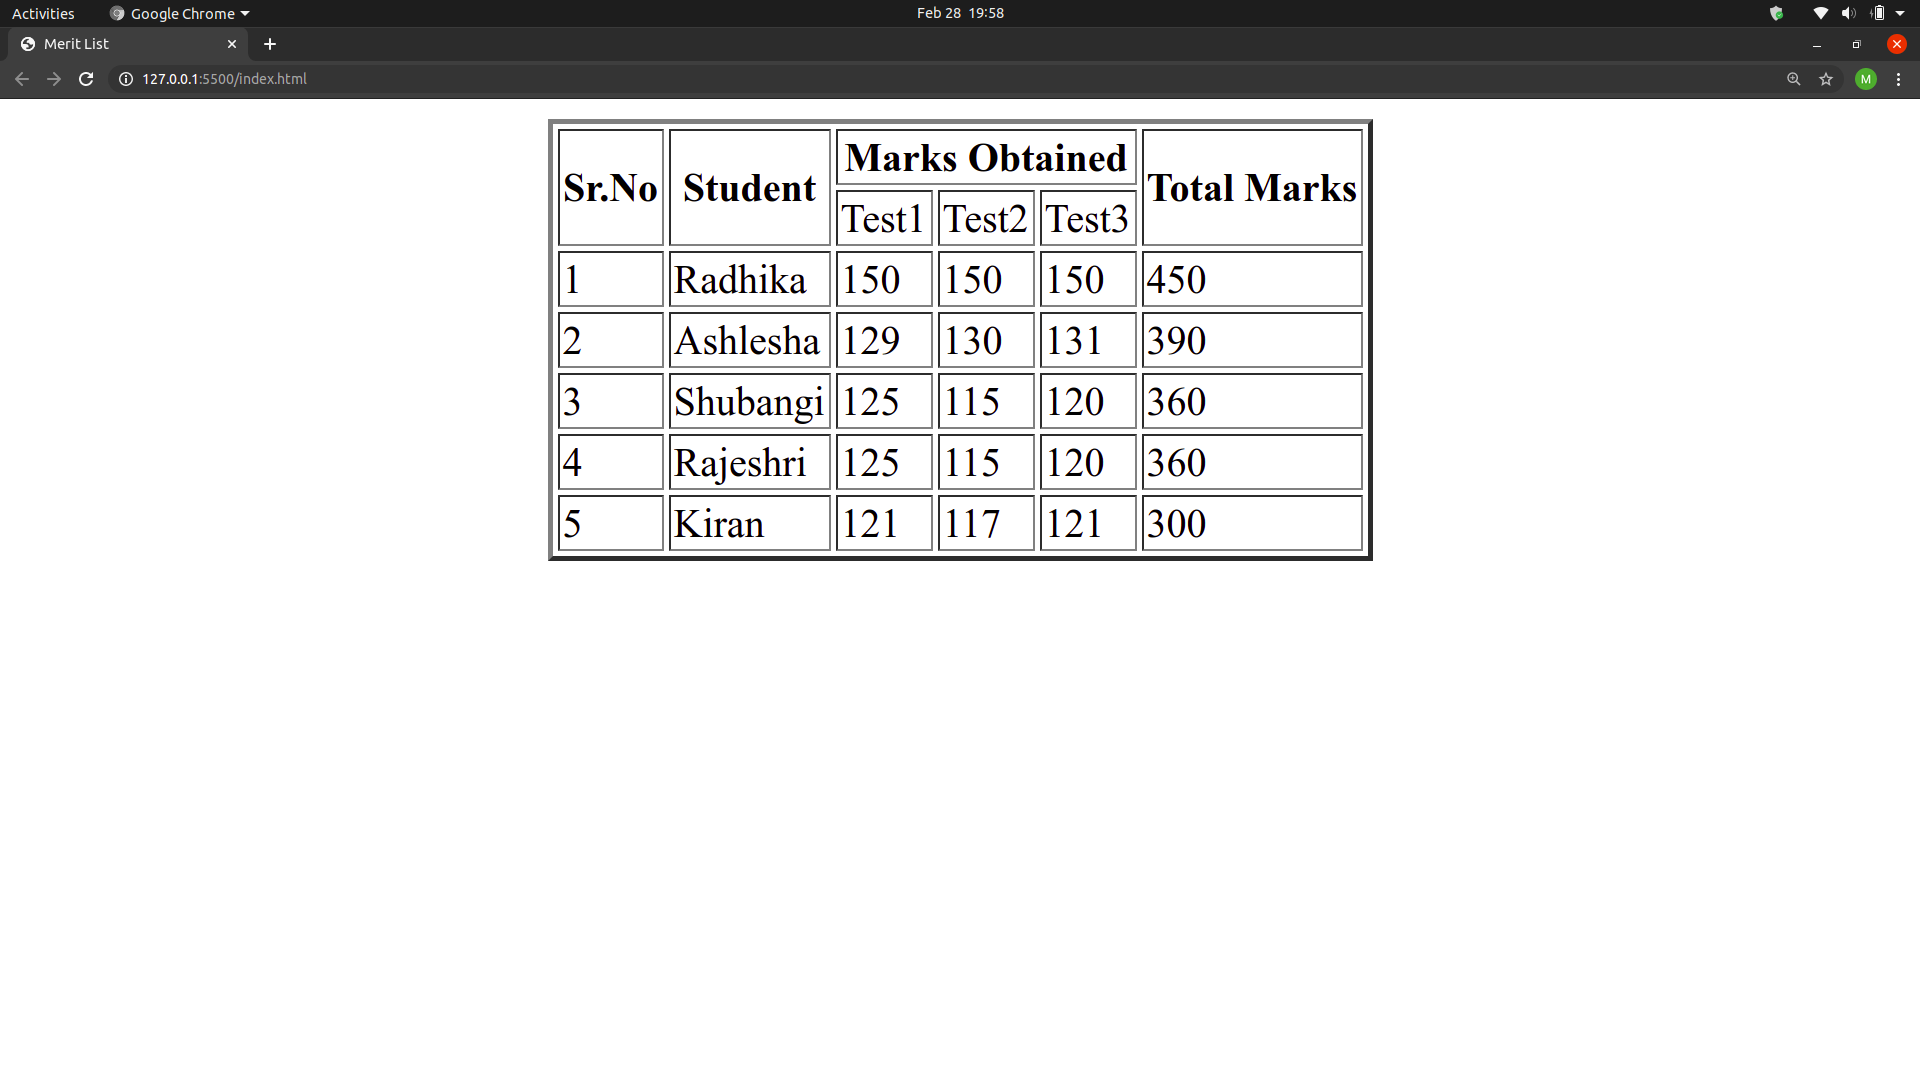 Activities Google Chrome Feb 28 19:58
Merit List
127.0.0.1:5500/index.html M
Sr.No Student Marks Obtained Total Marks
Test1 Test2 Test3
1 Radhika 150 150 150 450
2 Ashlesha 129 130 131 390
3 Shubangi 125 115 120 360
4 Rajeshri 125 115 120 360
5 Kiran 121 117 121 300